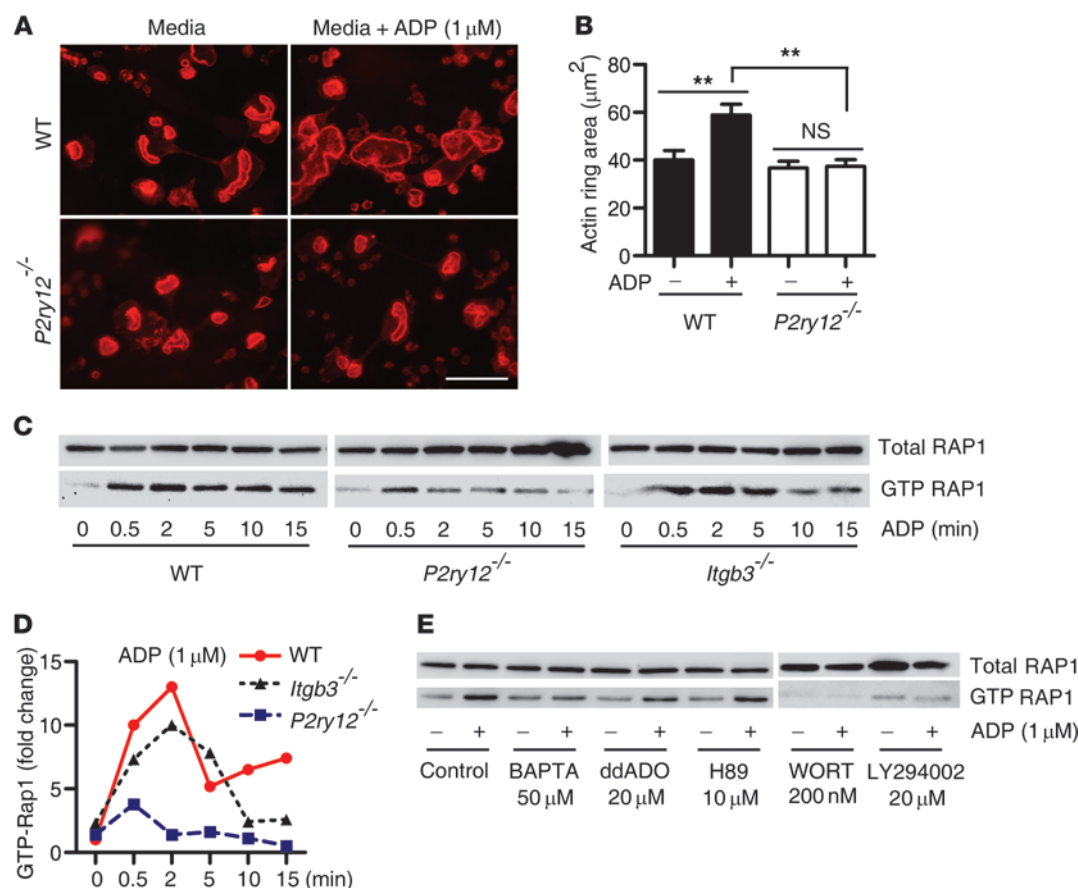 A
Media
Media + ADP (1 µM)
WT
P2ry12-/-
B
Actin ring area (µm2)
80
60
40
20
0
**
**
NS
ADP − + − +
WT P2ry12-/-
C
Total RAP1
GTP RAP1
0 0.5 2 5 10 15 0 0.5 2 5 10 15 0 0.5 2 5 10 15 ADP (min)
WT P2ry12-/- Itgb3-/-
D
GTP-Rap1 (fold change)
15
10
5
0
ADP (1 µM)
WT
Itgb3-/-
P2ry12-/-
0 0.5 2 5 10 15 (min)
E
Total RAP1
GTP RAP1
− + − + − + − + − + − + ADP (1 µM)
Control BAPTA ddADO H89 WORT LY294002
50 µM 20 µM 10 µM 200 nM 20 µM